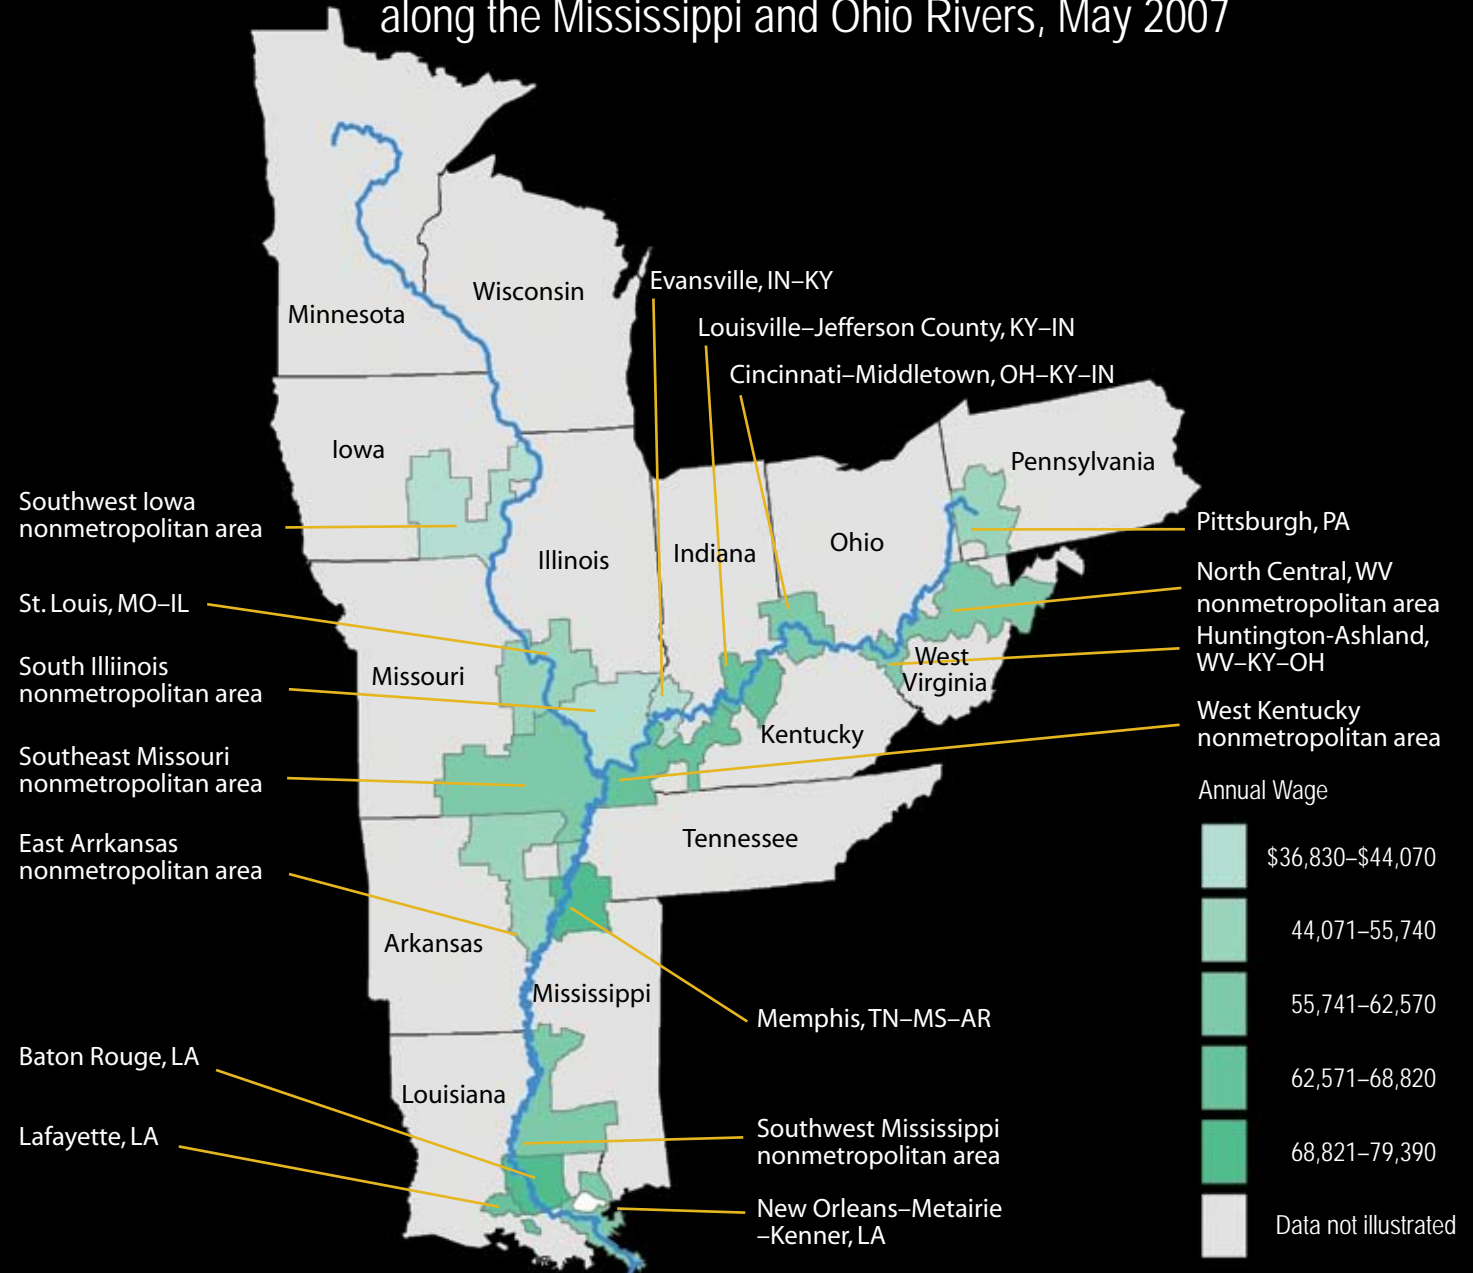 along the Mississippi and Ohio Rivers, May 2007
Evansville, IN–KY
Wisconsin
Minnesota
Louisville–Jefferson County, KY–IN
Cincinnati–Middletown, OH–KY–IN
Iowa
Pennsylvania
Southwest Iowa
nonmetropolitan area
Pittsburgh, PA
Illinois
Indiana
Ohio
North Central, WV
nonmetropolitan area
St. Louis, MO–IL
Huntington-Ashland,
WV–KY–OH
West
Virginia
South Illiinois
nonmetropolitan area
Missouri
West Kentucky
nonmetropolitan area
Kentucky
Southeast Missouri
nonmetropolitan area
Annual Wage
Tennessee
East Arrkansas
nonmetropolitan area
$36,830–$44,070
44,071–55,740
Arkansas
Mississippi
55,741–62,570
Memphis, TN–MS–AR
Baton Rouge, LA
62,571–68,820
Louisiana
Lafayette, LA
Southwest Mississippi
nonmetropolitan area
68,821–79,390
New Orleans–Metairie
–Kenner, LA
Data not illustrated